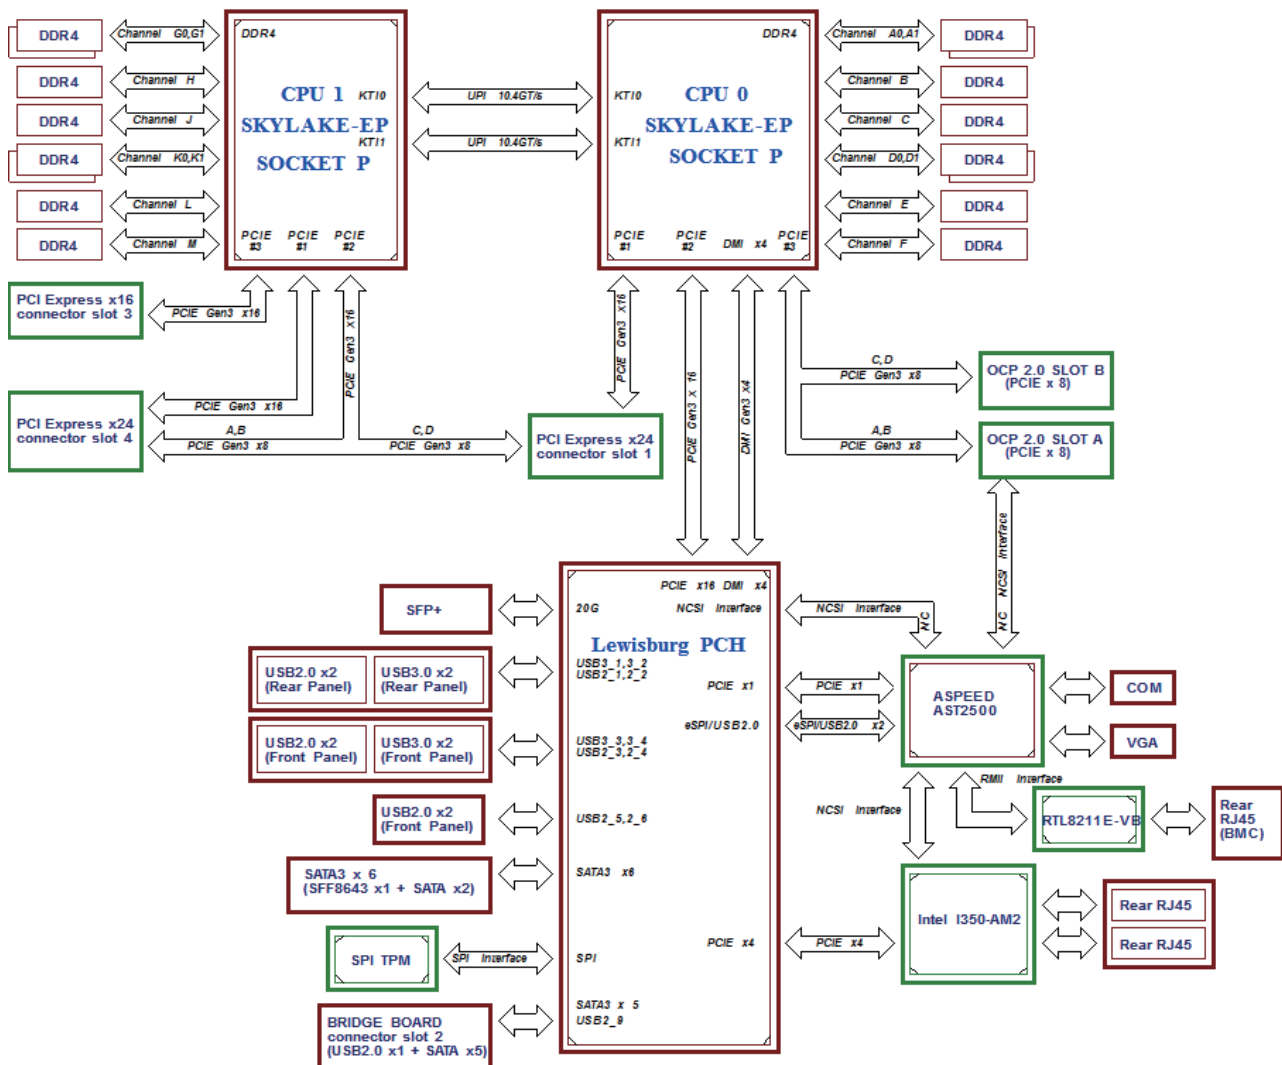 DDR4
Channel G0,G1
DDR4
DDR4
Channel A0,A1
DDR4
DDR4
Channel H
CPU 1
KTI0
UPI 10.4GT/s
KTI0
CPU 0
Channel B
DDR4
DDR4
Channel J
SKYLAKE-EP
SKYLAKE-EP
Channel C
DDR4
KTI1
UPI 10.4GT/s
KTI1
DDR4
Channel K0,K1
SOCKET P
SOCKET P
Channel D0,D1
DDR4
DDR4
Channel L
Channel E
DDR4
DDR4
Channel M
PCIE #3
PCIE #1
PCIE #2
PCIE #1
PCIE #2
DMI x4
PCIE #3
Channel F
DDR4
PCI Express x16
connector slot 3
PCIE Gen3 x16
PCIE Gen3 x16
PCIE Gen3 x16
PCIE Gen3 x 16
DMI Gen3 x4
C,D
PCIE Gen3 x8
OCP 2.0 SLOT B
(PCIE x 8)
PCI Express x24
connector slot 4
PCIE Gen3 x16
A,B
PCIE Gen3 x8
C,D
PCIE Gen3 x8
PCI Express x24
connector slot 1
A,B
PCIE Gen3 x8
OCP 2.0 SLOT A
(PCIE x 8)
NC NCSI Interface
PCIE x16 DMI x4
SFP+
20G
NCSI Interface
NCSI Interface
NC
Lewisburg PCH
USB2.0 x2
(Rear Panel)
USB3.0 x2
(Rear Panel)
USB3_1,3_2
USB2_1,2_2
PCIE x1
PCIE x1
ASPEED
AST2500
COM
eSPI/USB2.0
eSPI/USB2.0 x2
VGA
USB2.0 x2
(Front Panel)
USB3.0 x2
(Front Panel)
USB3_3,3_4
USB2_3,2_4
RMII Interface
NCSI Interface
USB2.0 x2
(Front Panel)
USB2_5,2_6
RTL8211E-VB
Rear
RJ45
(BMC)
SATA3 x 6
(SFF8643 x1 + SATA x2)
SATA3 x6
Intel I350-AM2
Rear RJ45
Rear RJ45
PCIE x4
PCIE x4
SPI TPM
SPI Interface
SPI
BRIDGE BOARD
connector slot 2
(USB2.0 x1 + SATA x5)
SATA3 x 5
USB2_9